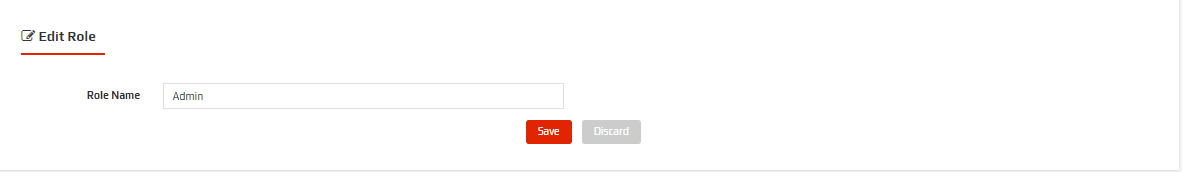 Edit Role
Role Name
Admin
Save
Discard